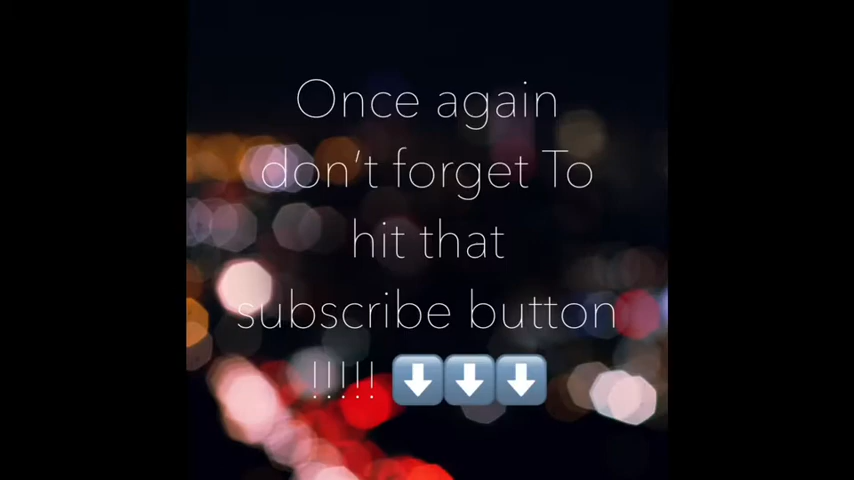 Once again
don’t forget To
hit that
subscribe button
!!!!! ⬇️⬇️⬇️